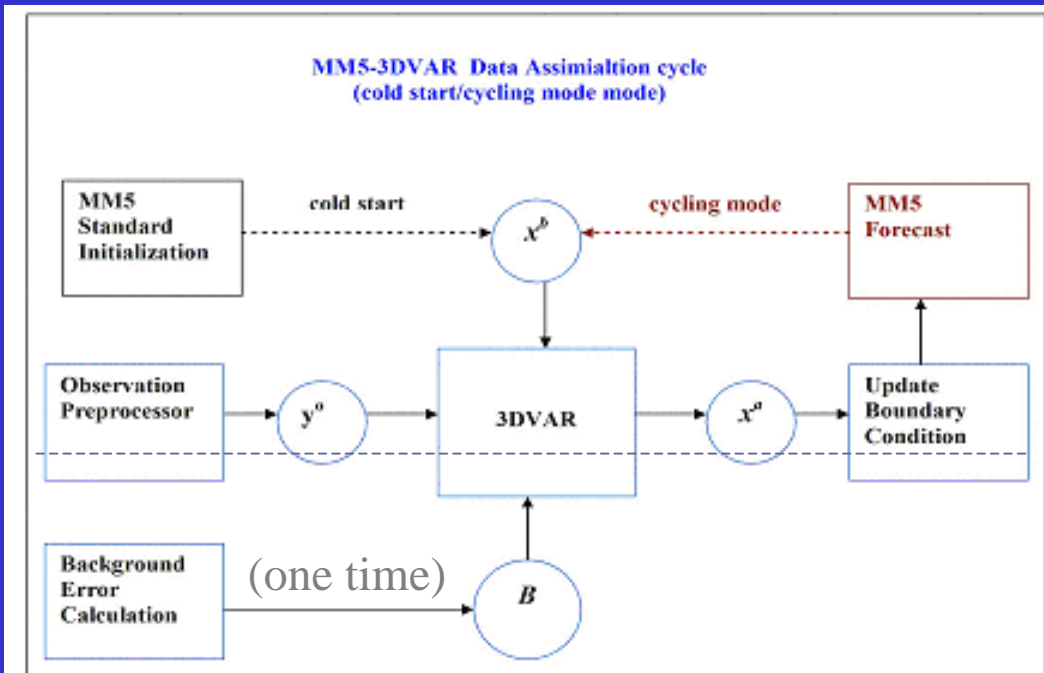 MM5-3DVAR Data Assimialtion cycle
(cold start/cycling mode mode)
MM5
Standard
Initialization
cold start
x^b
cycling mode
MM5
Forecast
Observation
Preprocessor
y^o
3DVAR
x^a
Update
Boundary
Condition
Background
Error
Calculation
(one time)
B